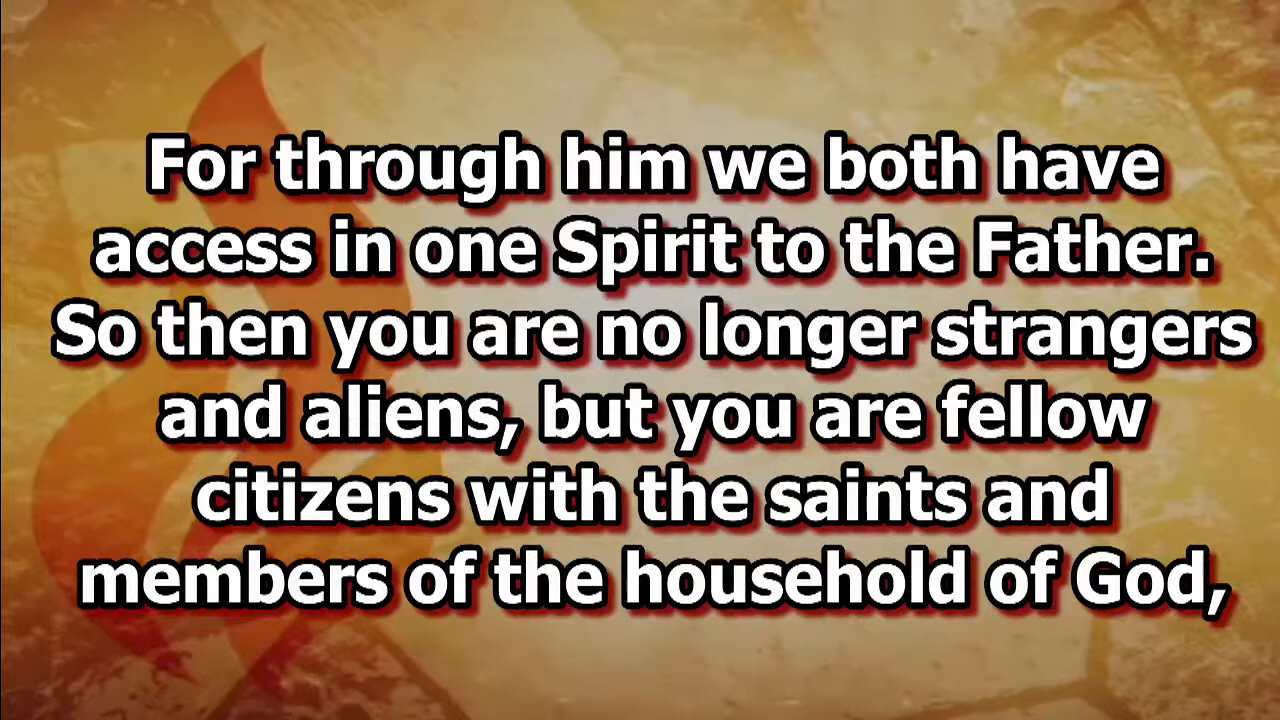 For through him we both have
access in one Spirit to the Father.
So then you are no longer strangers
and aliens, but you are fellow
citizens with the saints and
members of the household of God,